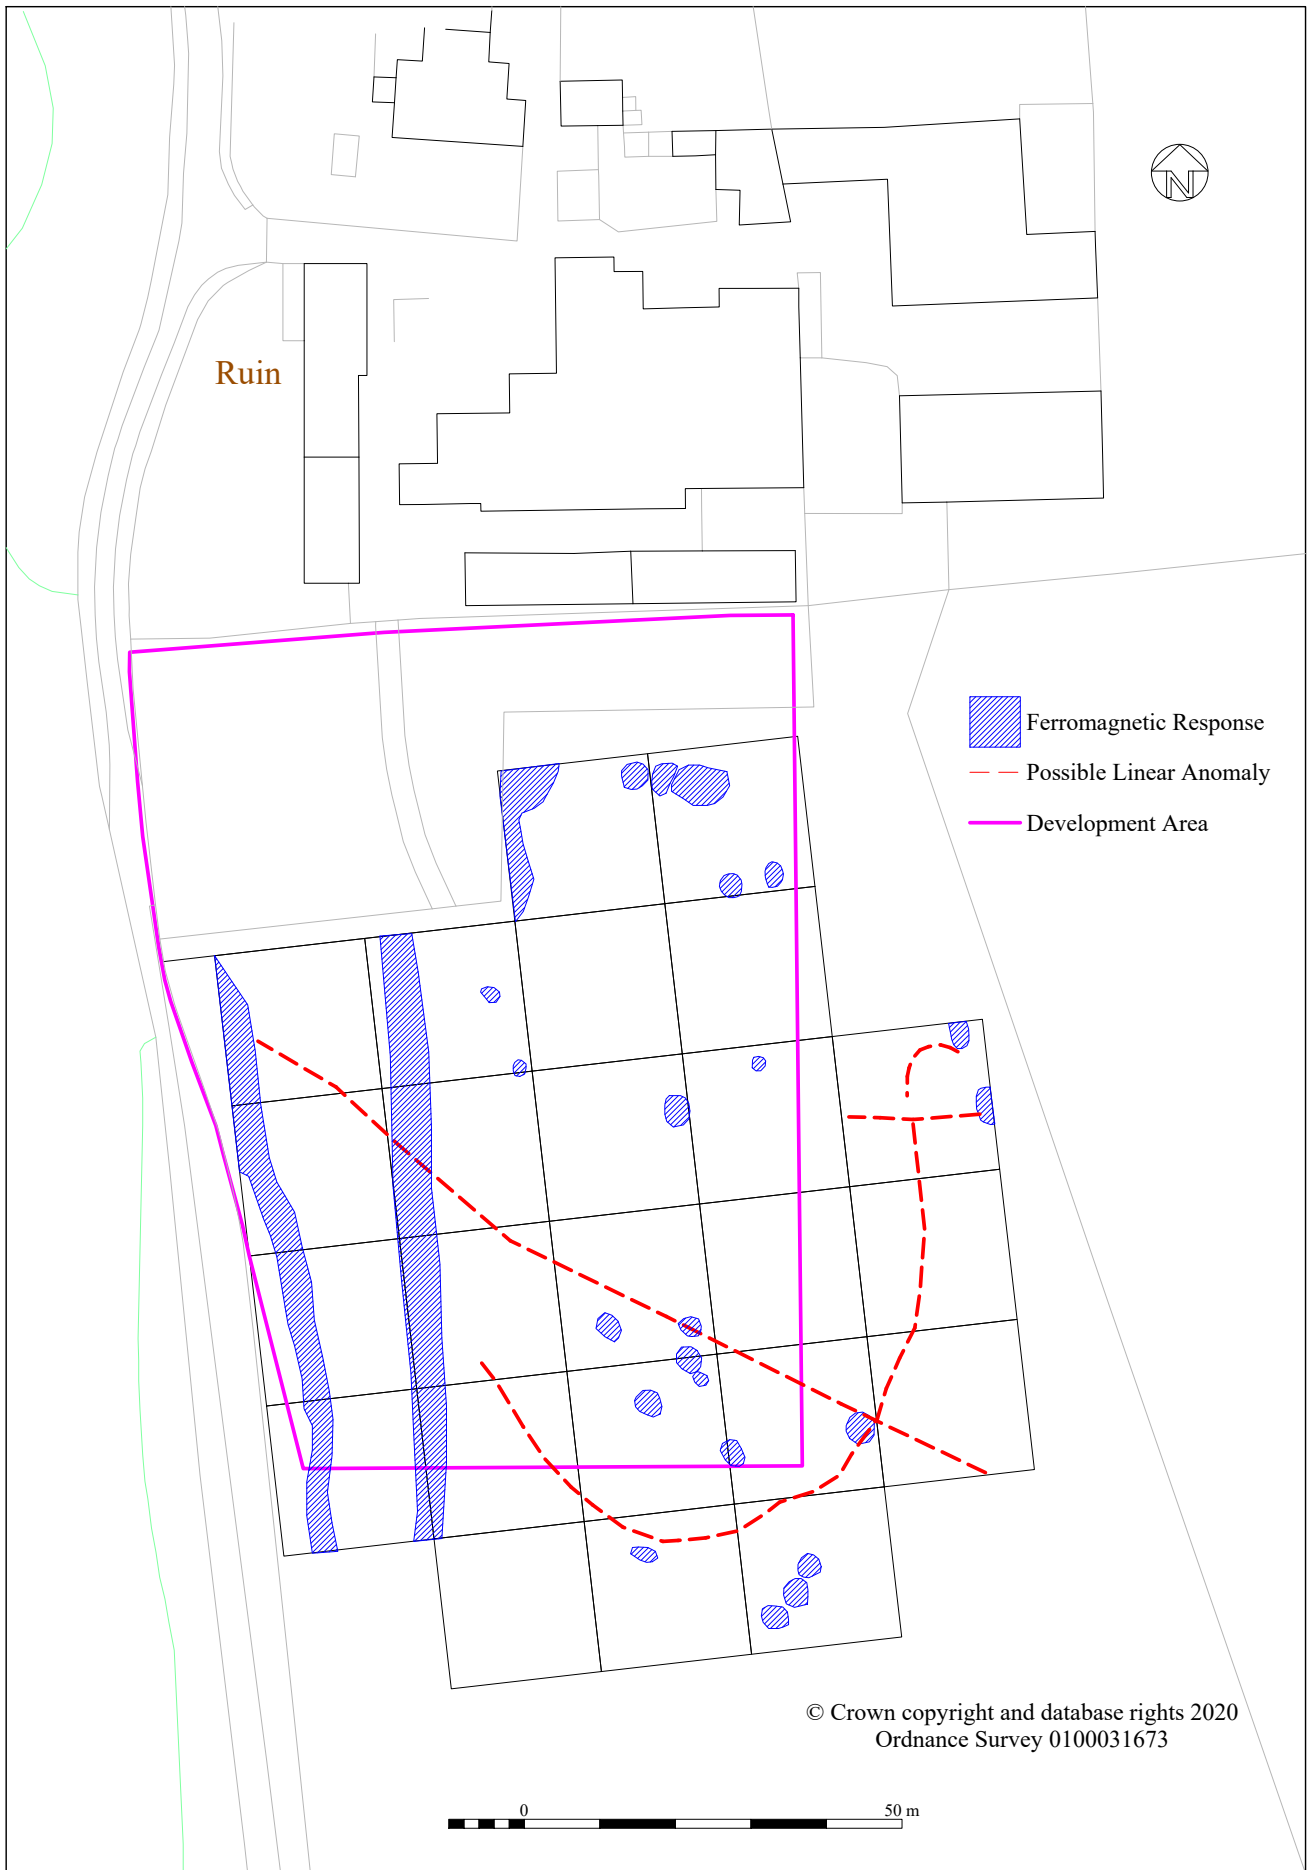 N
Ruin
Ferromagnetic Response
Possible Linear Anomaly
Development Area
© Crown copyright and database rights 2020
Ordnance Survey 0100031673
0 50 m